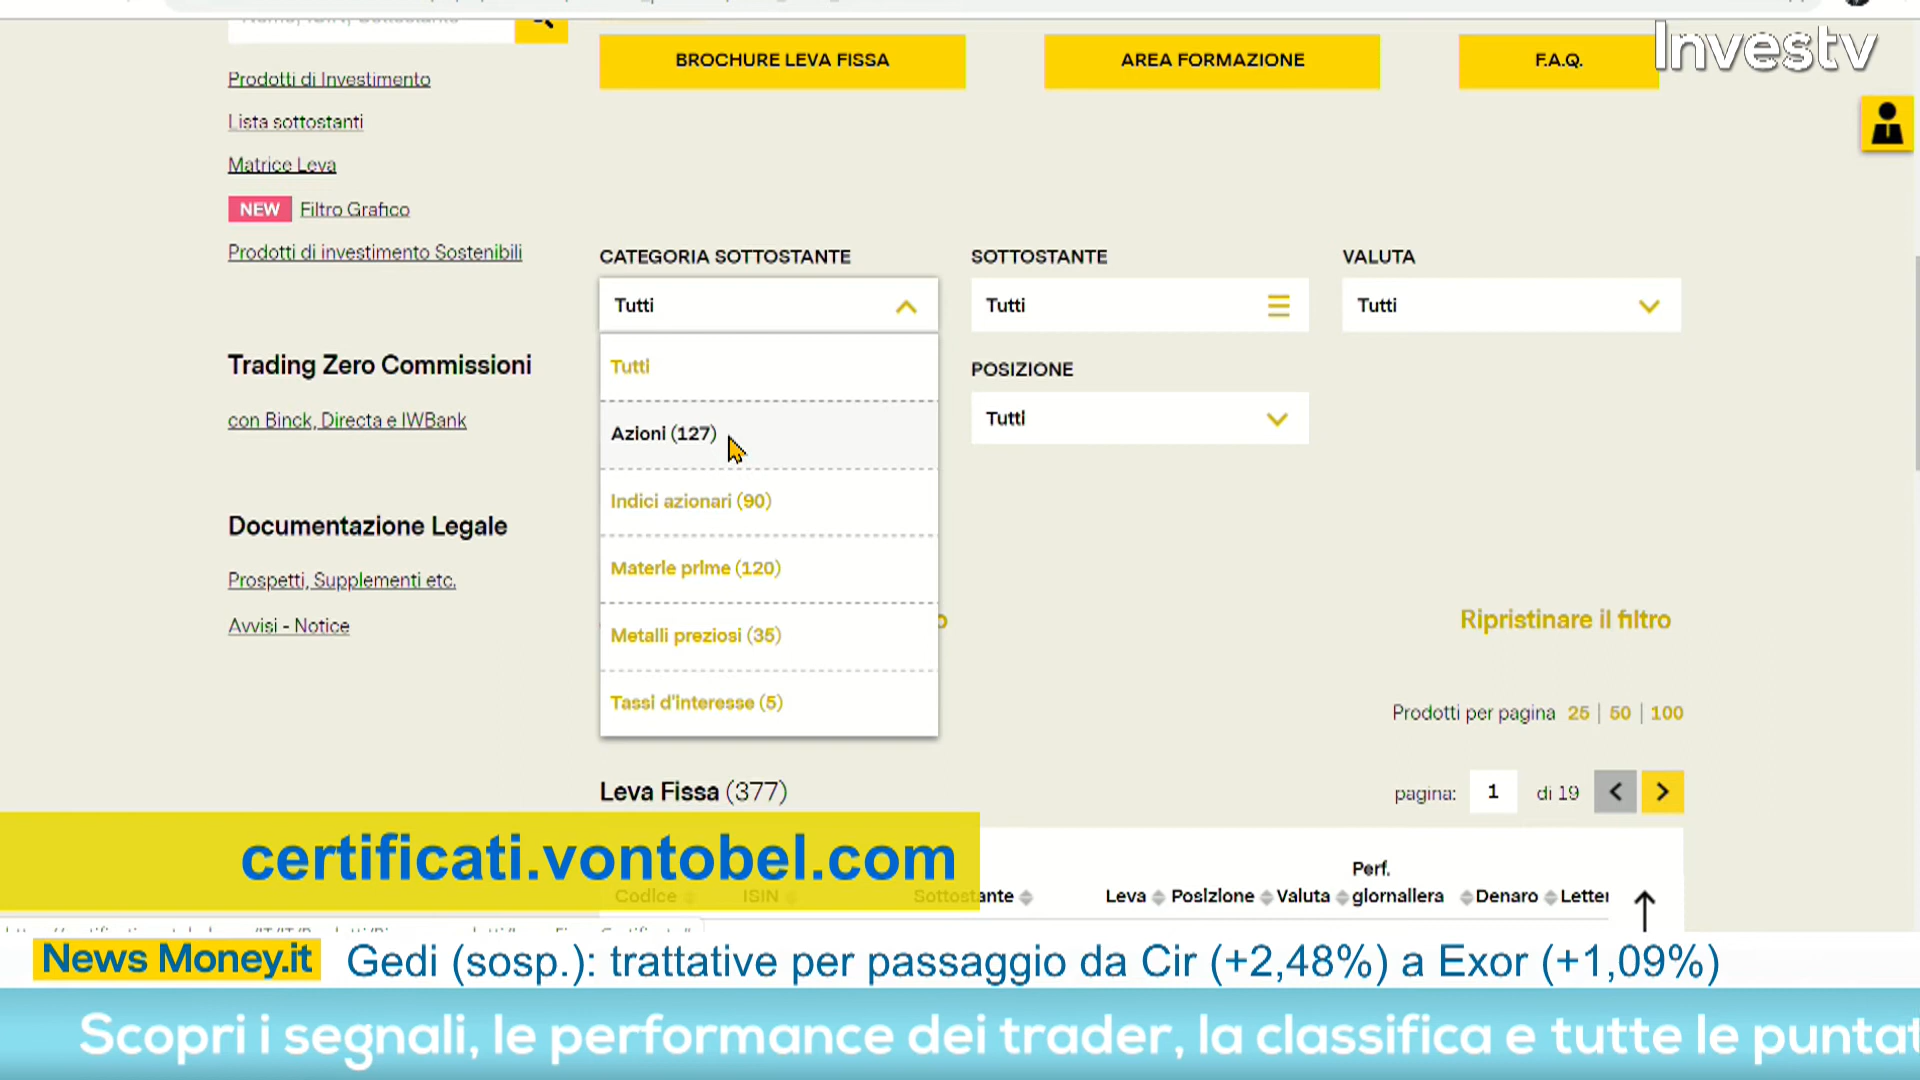 Investv
BROCHURE LEVA FISSA
AREA FORMAZIONE
F.A.Q.
Prodotti di Investimento
Lista sottostanti
Matrice Leva
NEW Filtro Grafico
Prodotti di investimento Sostenibili
Trading Zero Commissioni
con Binck, Directa e IWBank
Documentazione Legale
Prospetti, Supplementi etc.
Avvisi - Notice
CATEGORIA SOTTOSTANTE
Tutti
Tutti
Azioni (127)
Indici azionari (90)
Materie prime (120)
Metalli preziosi (35)
Tassi d'interesse (5)
SOTTOSTANTE
Tutti
VALUTA
Tutti
POSIZIONE
Tutti
Ripristinare il filtro
Prodotti per pagina 25 | 50 | 100
Leva Fissa (377)
pagina: 1 di 19
certificati.vontobel.com
Perf.
Codice ISIN Sottostante Leva Posizione Valuta giornaliera Denaro Letter
News Money.it Gedi (sosp.): trattative per passaggio da Cir (+2,48%) a Exor (+1,09%)
Scopri i segnali, le performance dei trader, la classifica e tutte le puntat